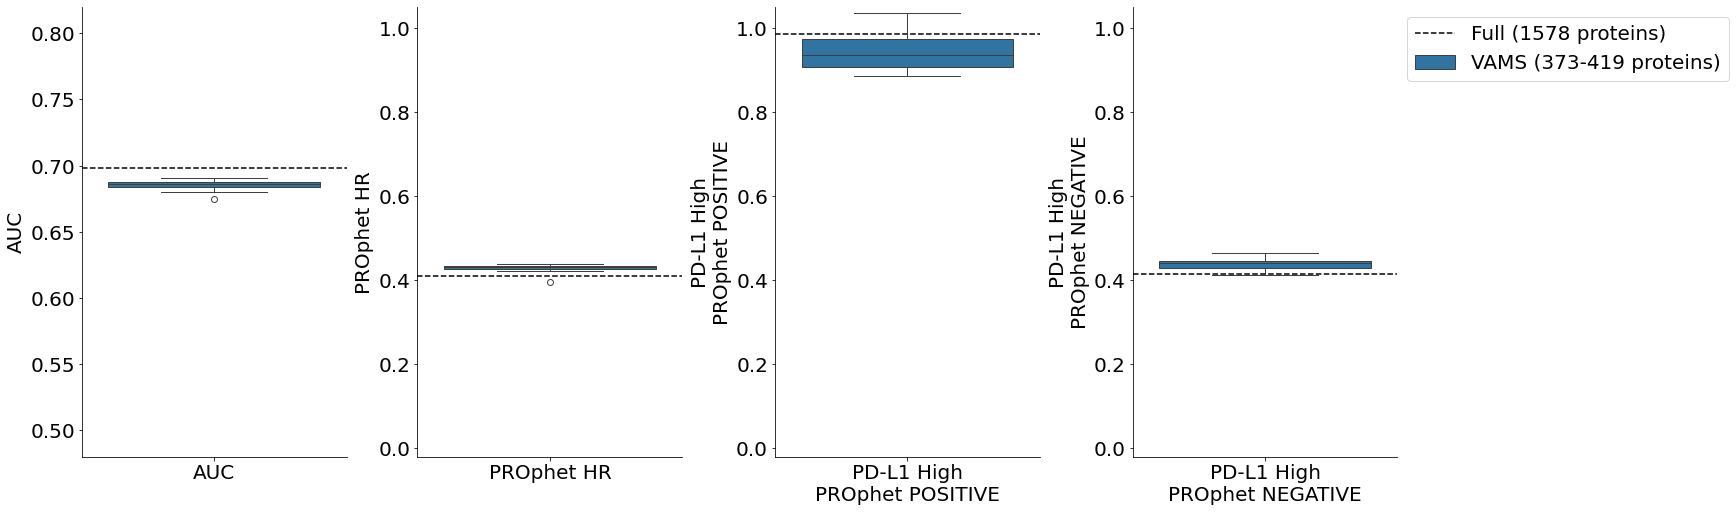 AUC
0.80
0.75
0.70
0.65
0.60
0.55
0.50
AUC
PROphet HR
1.0
0.8
0.6
0.4
0.2
0.0
PROphet HR
PD-L1 High
PROphet POSITIVE
1.0
0.8
0.6
0.4
0.2
0.0
PD-L1 High
PROphet POSITIVE
PD-L1 High
PROphet NEGATIVE
1.0
0.8
0.6
0.4
0.2
0.0
PD-L1 High
PROphet NEGATIVE
Full (1578 proteins)
VAMS (373-419 proteins)